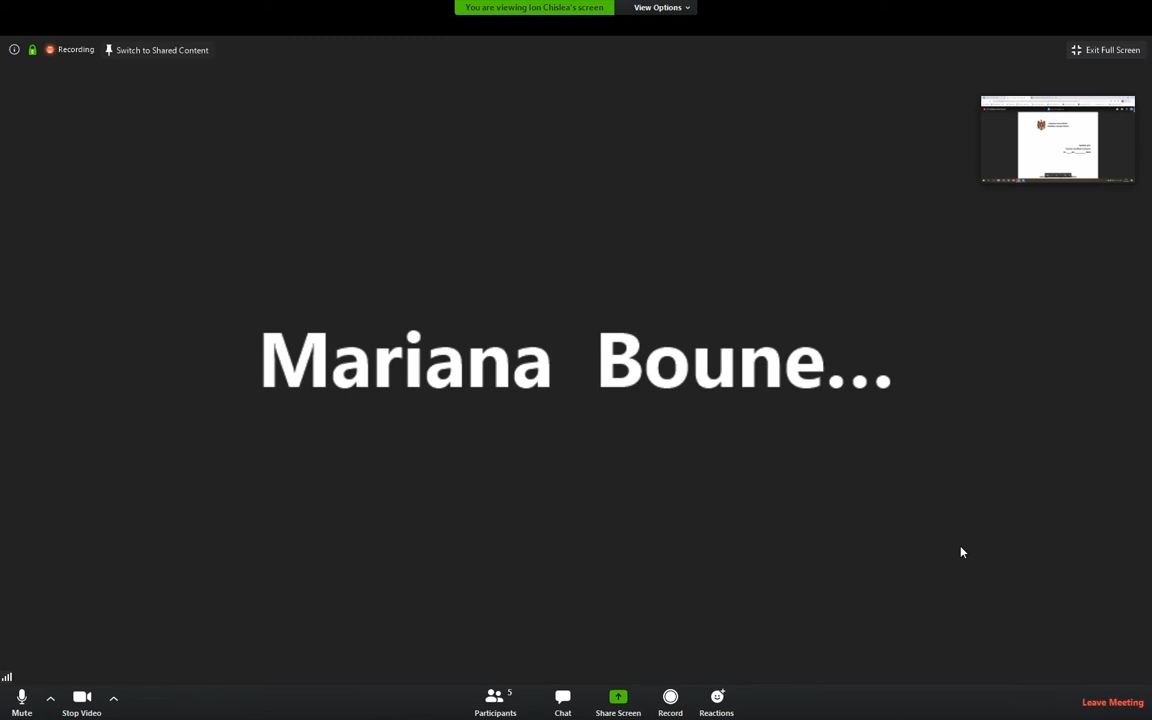 You are viewing Ion Chislea's screen
View Options
Recording
Switch to Shared Content
Exit Full Screen
Mariana Boune...
Mute
Stop Video
Participants
5
Chat
Share Screen
Record
Reactions
Leave Meeting